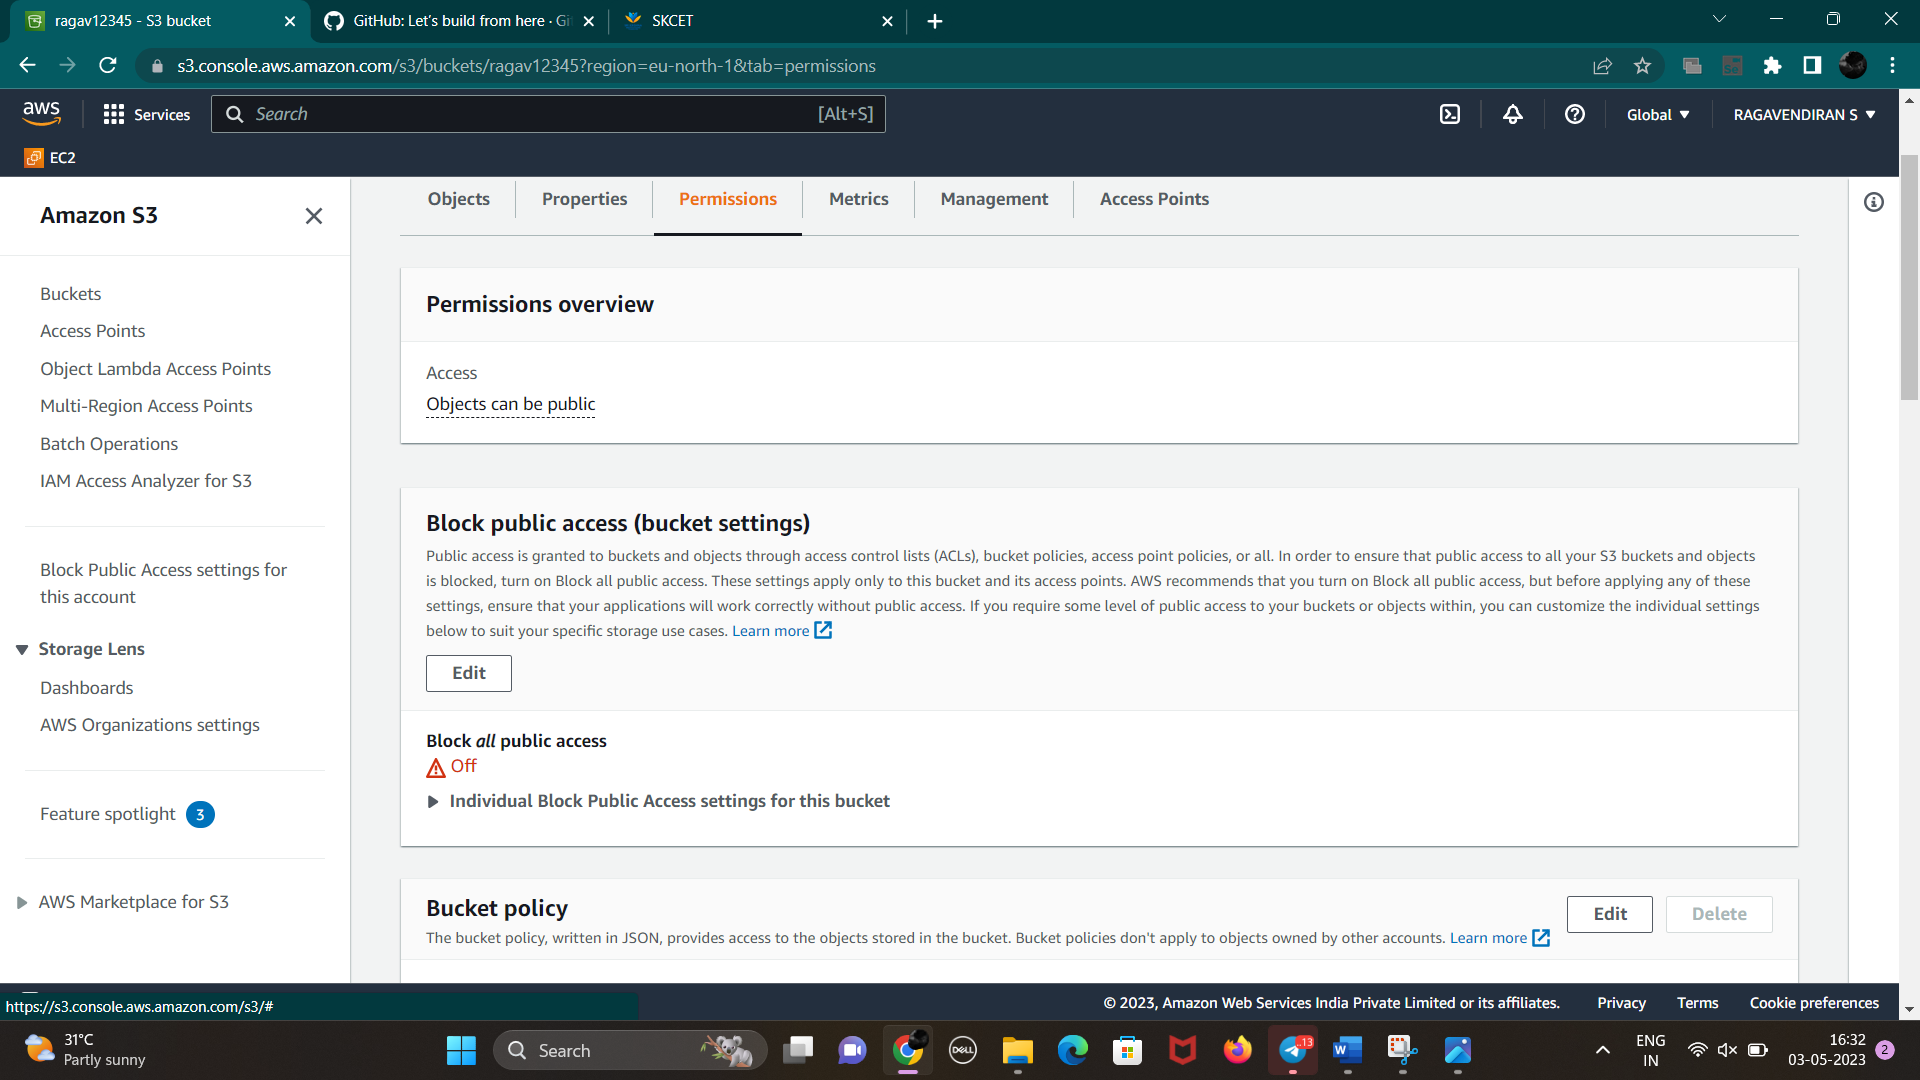 ragav12345 - S3 bucket
GitHub: Let's build from here · Gi
SKCET
s3.console.aws.amazon.com/s3/buckets/ragav12345?region=eu-north-1&tab=permissions
aws
Services
Search
[Alt+S]
Global
RAGAVENDIRAN S
EC2
Amazon S3
Buckets
Access Points
Object Lambda Access Points
Multi-Region Access Points
Batch Operations
IAM Access Analyzer for S3
Block Public Access settings for
this account
Storage Lens
Dashboards
AWS Organizations settings
Feature spotlight 3
AWS Marketplace for S3
Objects
Properties
Permissions
Metrics
Management
Access Points
Permissions overview
Access
Objects can be public
Block public access (bucket settings)
Public access is granted to buckets and objects through access control lists (ACLs), bucket policies, access point policies, or all. In order to ensure that public access to all your S3 buckets and objects
is blocked, turn on Block all public access. These settings apply only to this bucket and its access points. AWS recommends that you turn on Block all public access, but before applying any of these
settings, ensure that your applications will work correctly without public access. If you require some level of public access to your buckets or objects within, you can customize the individual settings
below to suit your specific storage use cases. Learn more
Edit
Block all public access
Off
Individual Block Public Access settings for this bucket
Bucket policy
Edit
Delete
The bucket policy, written in JSON, provides access to the objects stored in the bucket. Bucket policies don't apply to objects owned by other accounts. Learn more
https://s3.console.aws.amazon.com/s3/#
© 2023, Amazon Web Services India Private Limited or its affiliates.
Privacy
Terms
Cookie preferences
31°C
Partly sunny
Search
DELL
13
W
ENG
IN
16:32
03-05-2023
2